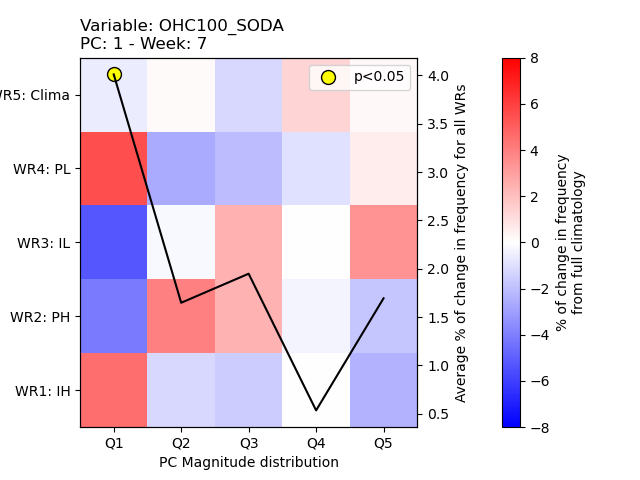 Variable: OHC100_SODA
PC: 1 - Week: 7
p<0.05
WR4: PL
WR3: IL
WR2: PH
WR1: IH
Q1 Q2 Q3 Q4 Q5
PC Magnitude distribution
4.0
3.5
3.0
2.5
2.0
1.5
1.0
0.5
Average % of change in frequency for all WRs
8
6
4
2
0
−2
−4
−6
−8
% of change in frequency
from full climatology
R5: Clima